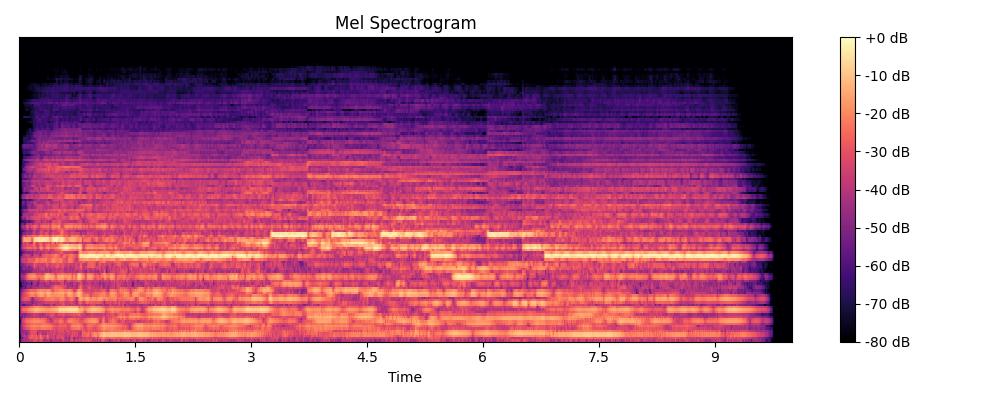 Mel Spectrogram
+0 dB
-10 dB
-20 dB
-30 dB
-40 dB
-50 dB
-60 dB
-70 dB
-80 dB
0 1.5 3 4.5 6 7.5 9
Time